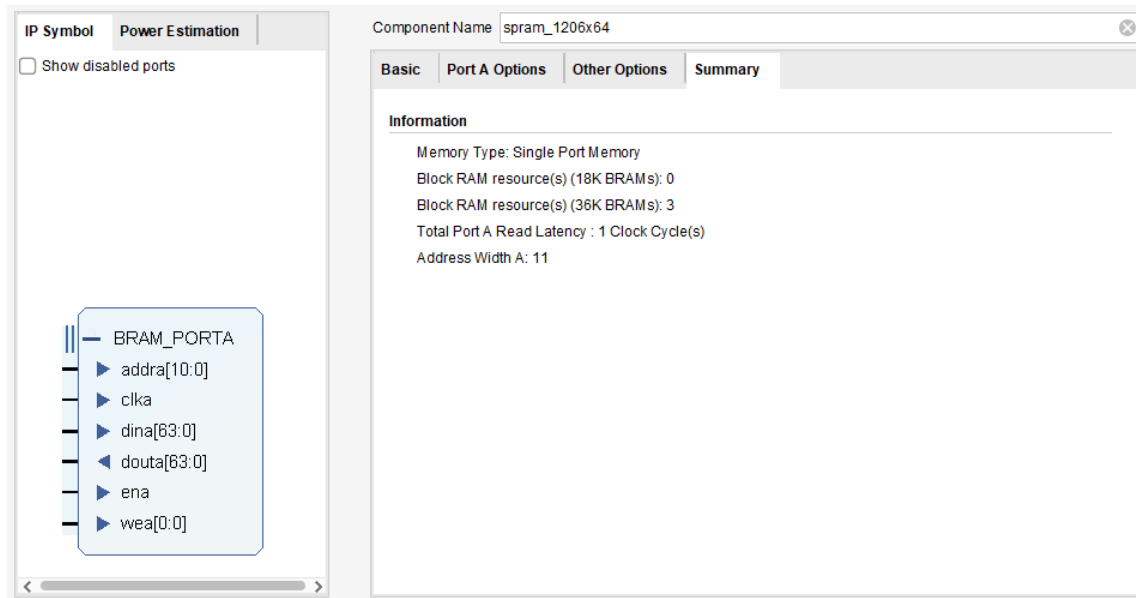 IP Symbol Power Estimation
Show disabled ports
BRAM_PORTA
addra[10:0]
clka
dina[63:0]
douta[63:0]
ena
wea[0:0]
Component Name spram_1206x64
Basic Port A Options Other Options Summary
Information
Memory Type: Single Port Memory
Block RAM resource(s) (18K BRAMs): 0
Block RAM resource(s) (36K BRAMs): 3
Total Port A Read Latency : 1 Clock Cycle(s)
Address Width A: 11